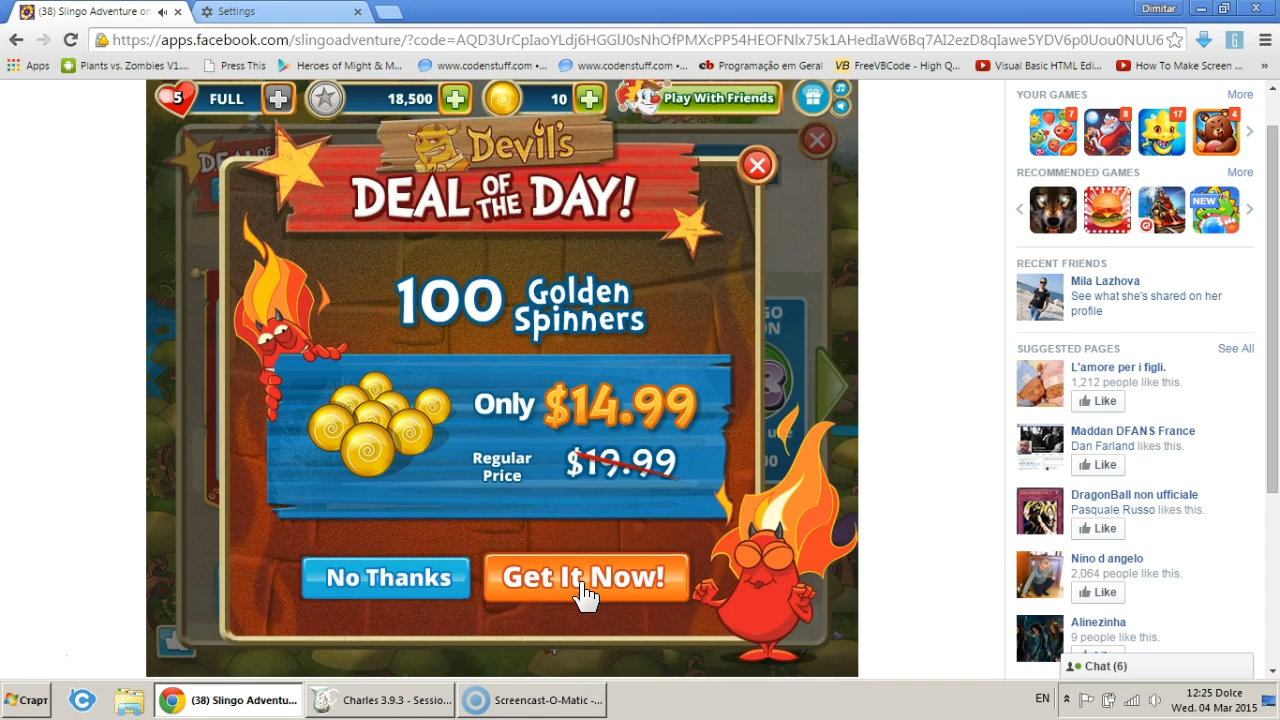 (38) Slingo Adventure on
Settings
Dimitar
https://apps.facebook.com/slingoadventure/?code=AQD3UrCpIaoYLdj6HGGlJ0sNhOfPMXcPP54HEOFNlx75k1AHedIaW6Bq7AI2ezD8qIawe5YDV6p0Uou0NUU6
Apps
Plants vs. Zombies V1....
Press This
Heroes of Might & M...
www.codenstuff.com •...
www.codenstuff.com •...
Programação em Geral
FreeVBCode - High Q...
Visual Basic HTML Edi...
How To Make Screen ...
»
5
FULL
18,500
10
Play With Friends
Devil's
DEAL OF THE DAY!
100 Golden
Spinners
Only $14.99
Regular
Price
$19.99
No Thanks
Get It Now!
YOUR GAMES
More
7
8
17
4
RECOMMENDED GAMES
More
NEW
RECENT FRIENDS
Mila Lazhova
See what she's shared on her
profile
SUGGESTED PAGES
See All
L'amore per i figli.
1,212 people like this.
Like
Maddan DFANS France
Dan Farland likes this.
Like
DragonBall non ufficiale
Pasquale Russo likes this.
Like
Nino d angelo
2,064 people like this.
Like
Alinezinha
9 people like this.
Chat (6)
Старт
(38) Slingo Adventu...
Charles 3.9.3 - Sessio...
Screencast-O-Matic -...
EN
12:25 Dolce
Wed. 04 Mar 2015